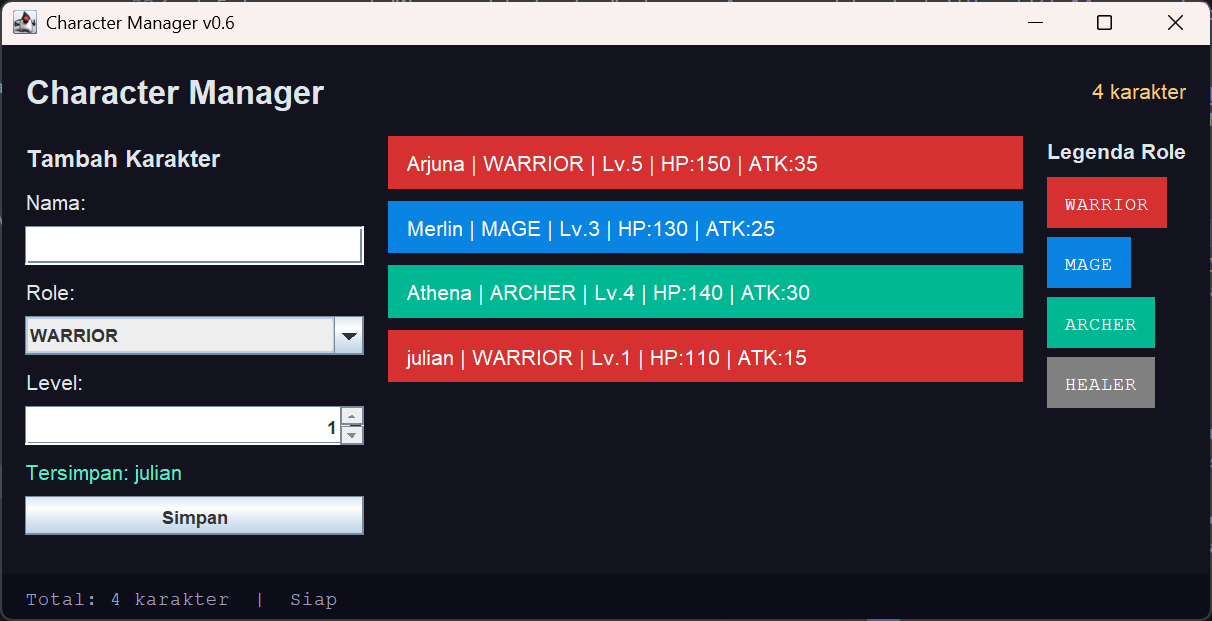 Character Manager v0.6
Character Manager
4 karakter
Tambah Karakter
Nama:
Role:
WARRIOR
Level:
1
Tersimpan: julian
Simpan
Arjuna | WARRIOR | Lv.5 | HP:150 | ATK:35
Merlin | MAGE | Lv.3 | HP:130 | ATK:25
Athena | ARCHER | Lv.4 | HP:140 | ATK:30
julian | WARRIOR | Lv.1 | HP:110 | ATK:15
Legenda Role
WARRIOR
MAGE
ARCHER
HEALER
Total: 4 karakter | Siap